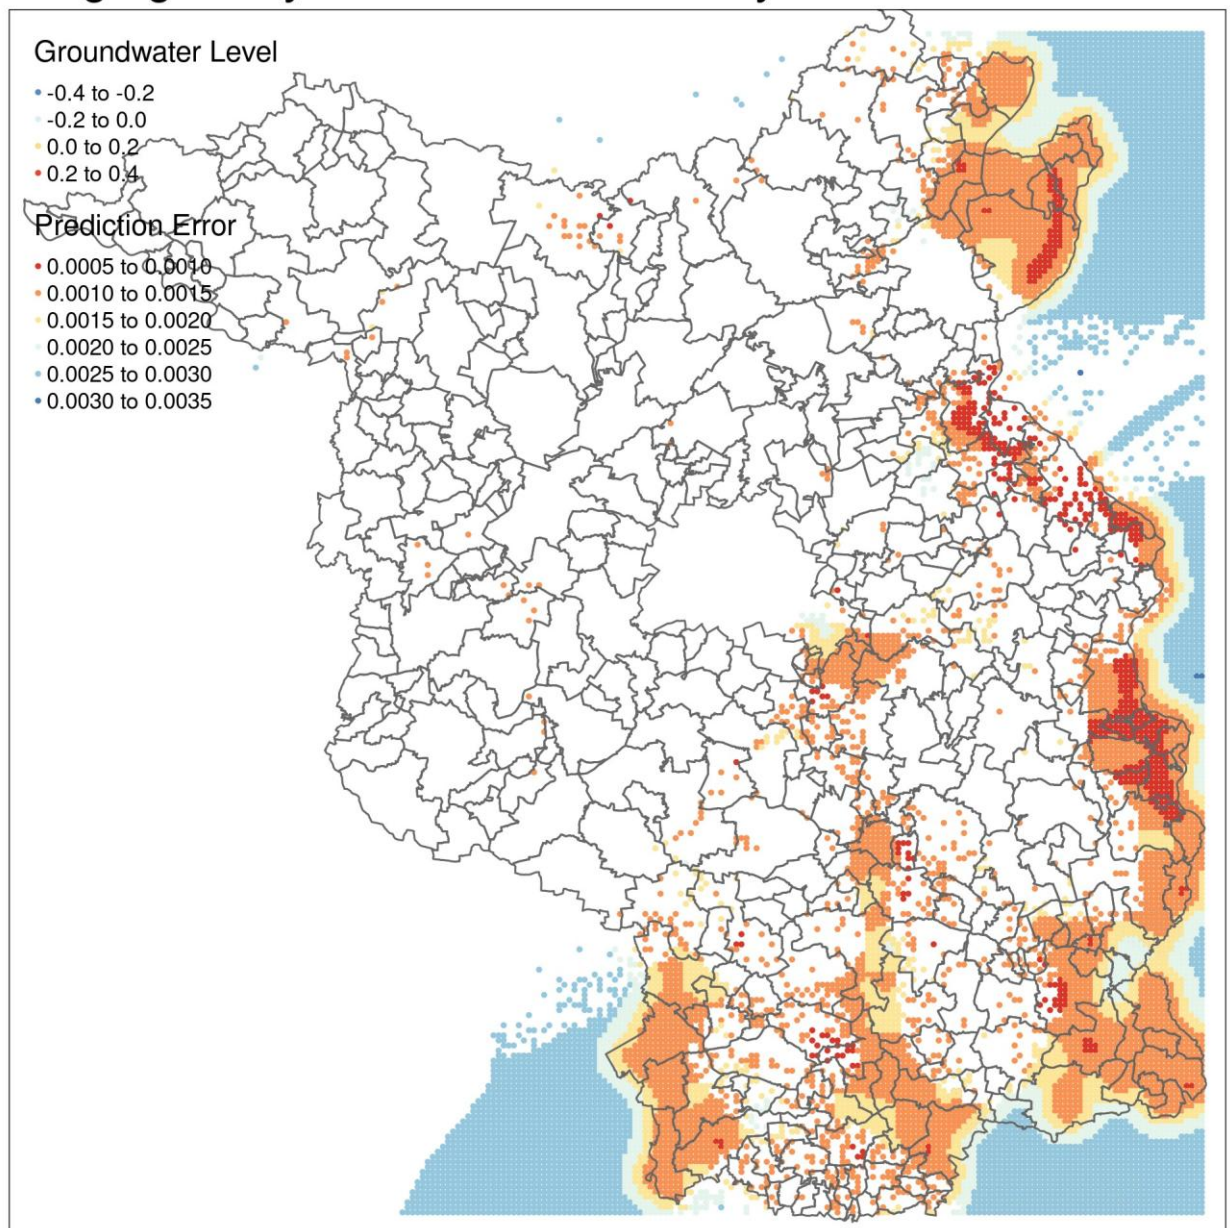 Groundwater Level
-0.4 to -0.2
-0.2 to 0.0
0.0 to 0.2
0.2 to 0.4
Prediction Error
0.0005 to 0.0010
0.0010 to 0.0015
0.0015 to 0.0020
0.0020 to 0.0025
0.0025 to 0.0030
0.0030 to 0.0035